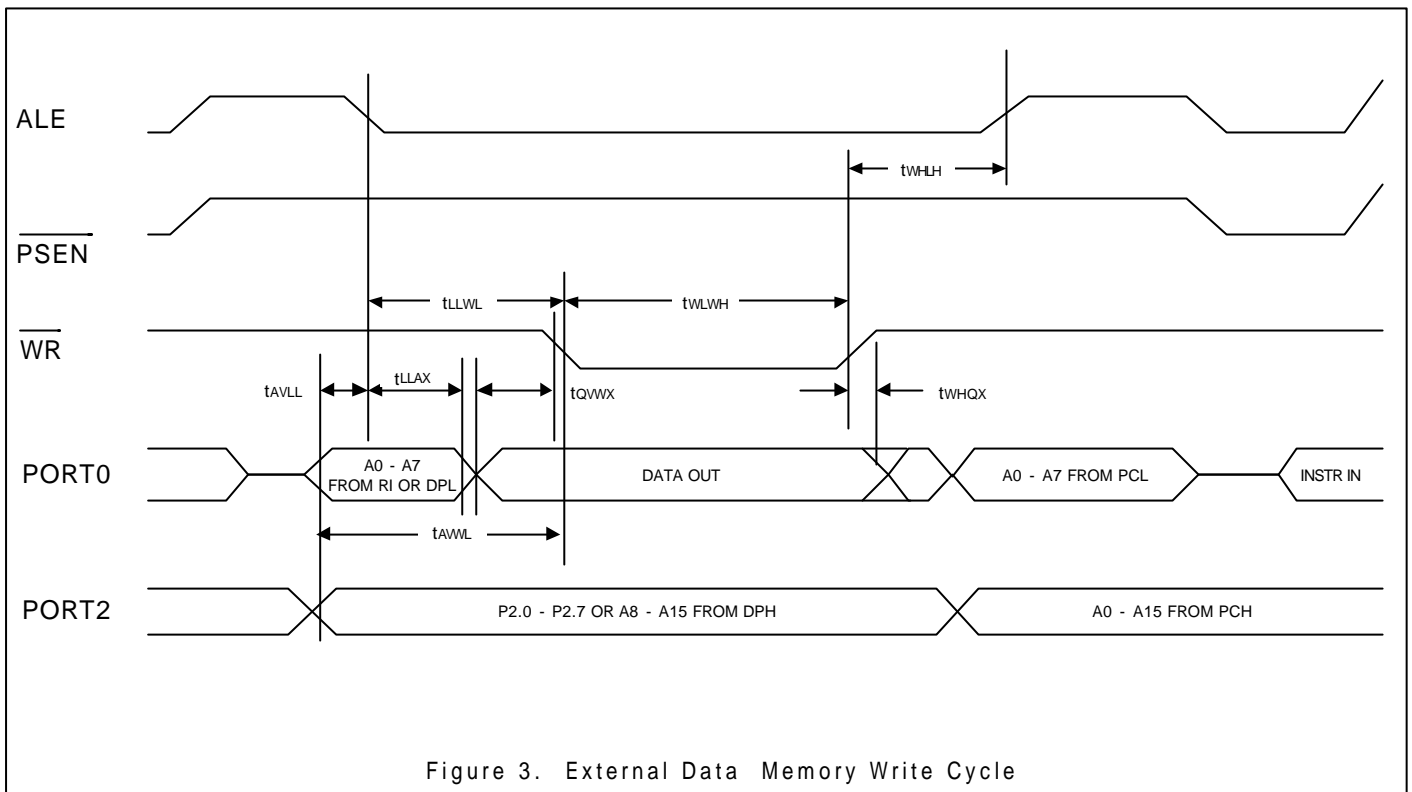 ALE
tWHLH
PSEN
tLLWL
tWLWH
WR
tAVLL
tLLAX
tQVWX
tWHQX
PORT0
A0 - A7
FROM RI OR DPL
DATA OUT
A0 - A7 FROM PCL
INSTR IN
tAVWL
PORT2
P2.0 - P2.7 OR A8 - A15 FROM DPH
A0 - A15 FROM PCH
Figure 3. External Data Memory Write Cycle